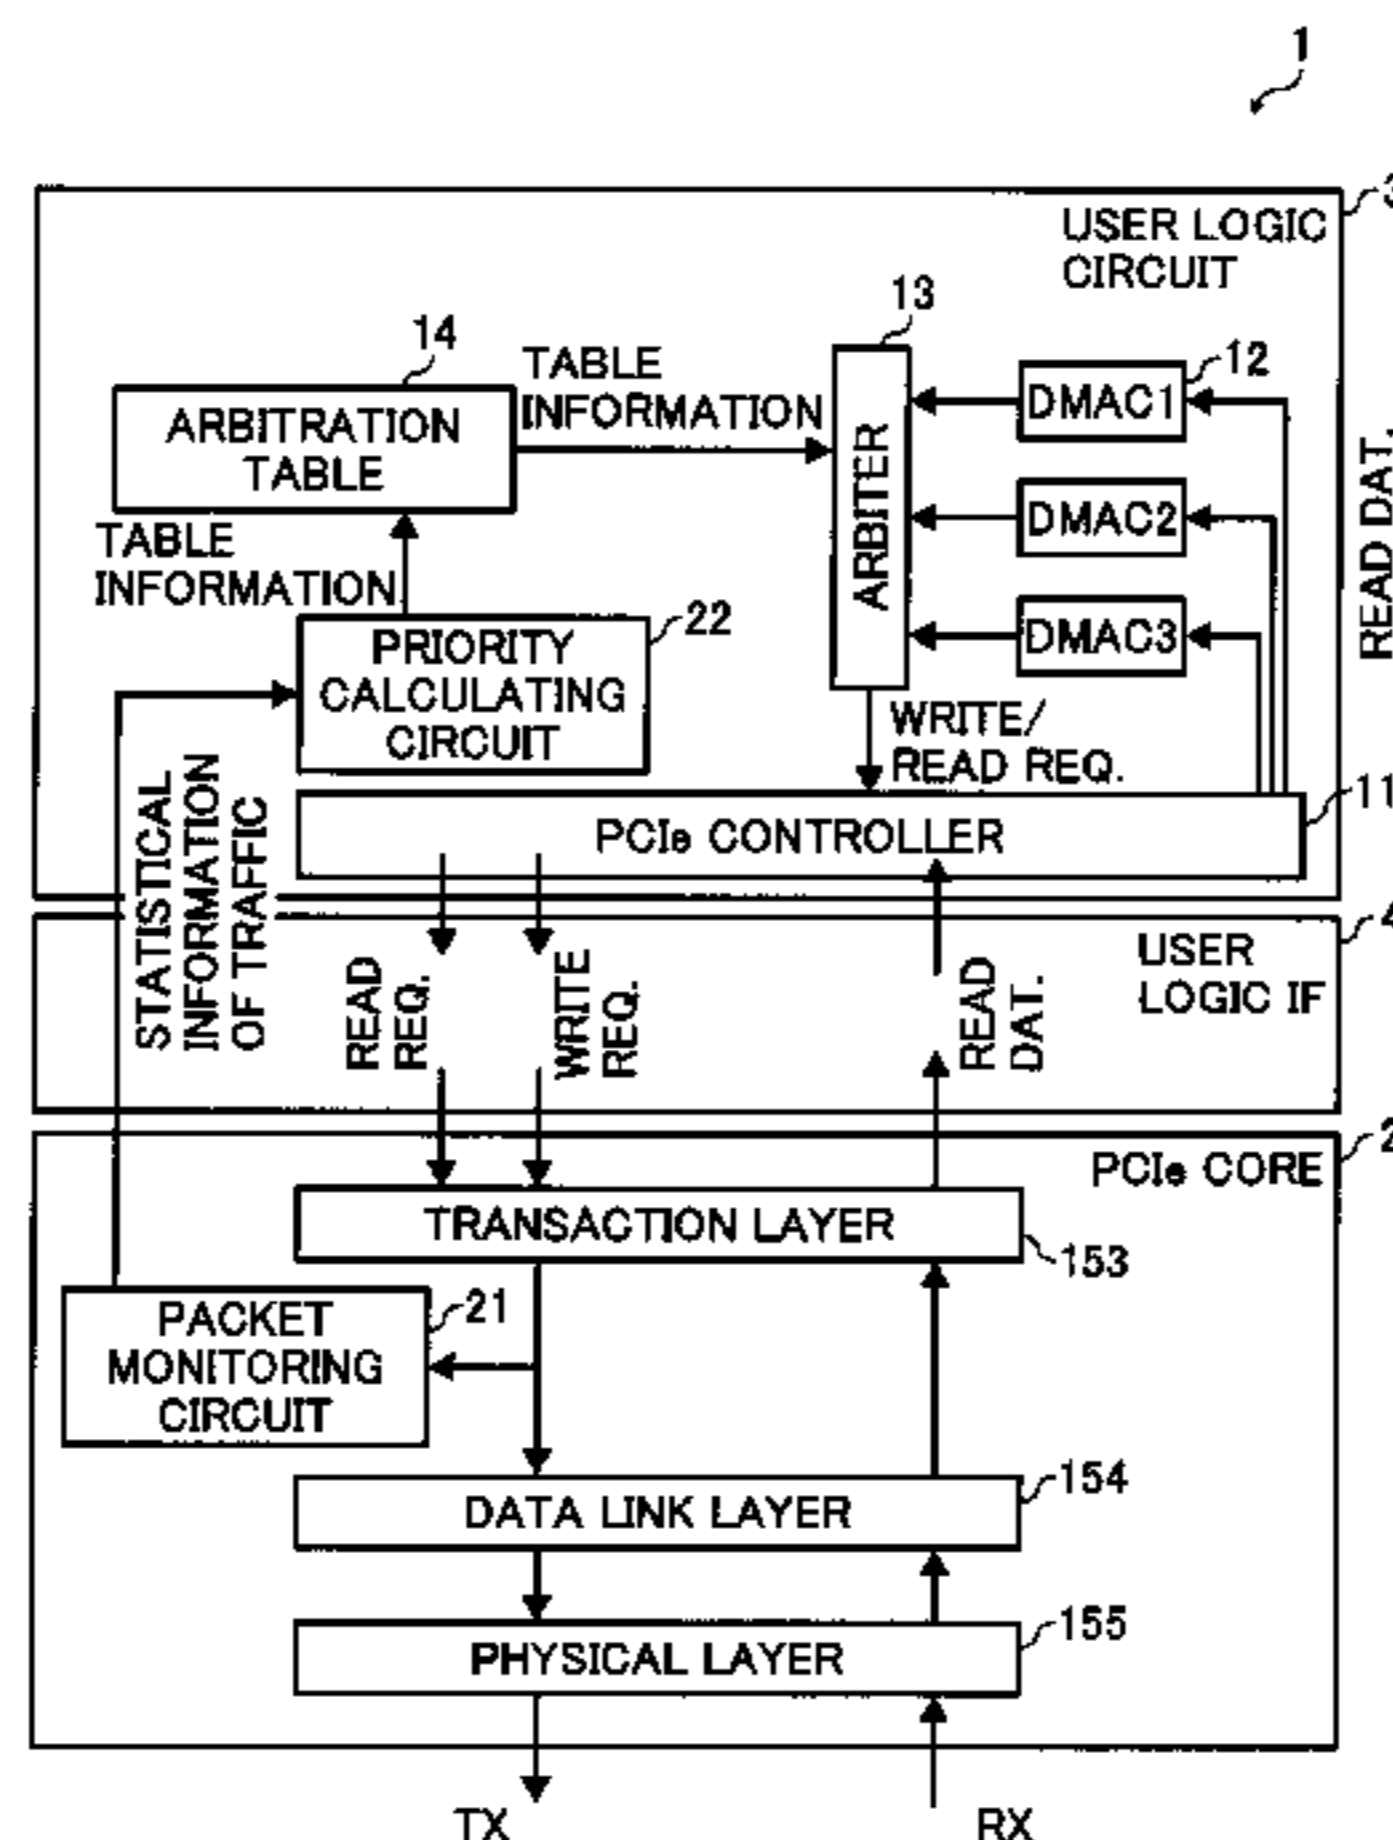 1
3
USER LOGIC
CIRCUIT
13
14
TABLE
INFORMATION
12
DMAC1
ARBITRATION
TABLE
ARBITER
READ DAT.
DMAC2
TABLE
INFORMATION
22
DMAC3
PRIORITY
CALCULATING
CIRCUIT
WRITE/
READ REQ.
11
PCIe CONTROLLER
STATISTICAL
INFORMATION
OF TRAFFIC
4
USER
LOGIC IF
READ
REQ.
WRITE
REQ.
READ
DAT.
2
PCIe CORE
TRANSACTION LAYER
153
21
PACKET
MONITORING
CIRCUIT
154
DATA LINK LAYER
155
PHYSICAL LAYER
TX
RX